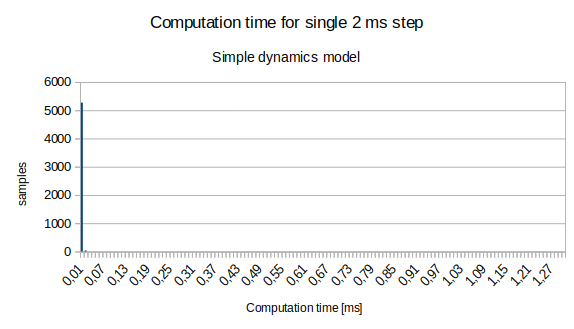 Computation time for single 2 ms step
Simple dynamics model
6000
5000
4000
3000
2000
1000
0
samples
0,01 0,07 0,13 0,19 0,25 0,31 0,37 0,43 0,49 0,55 0,61 0,67 0,73 0,79 0,85 0,91 0,97 1,03 1,09 1,15 1,21 1,27
Computation time [ms]